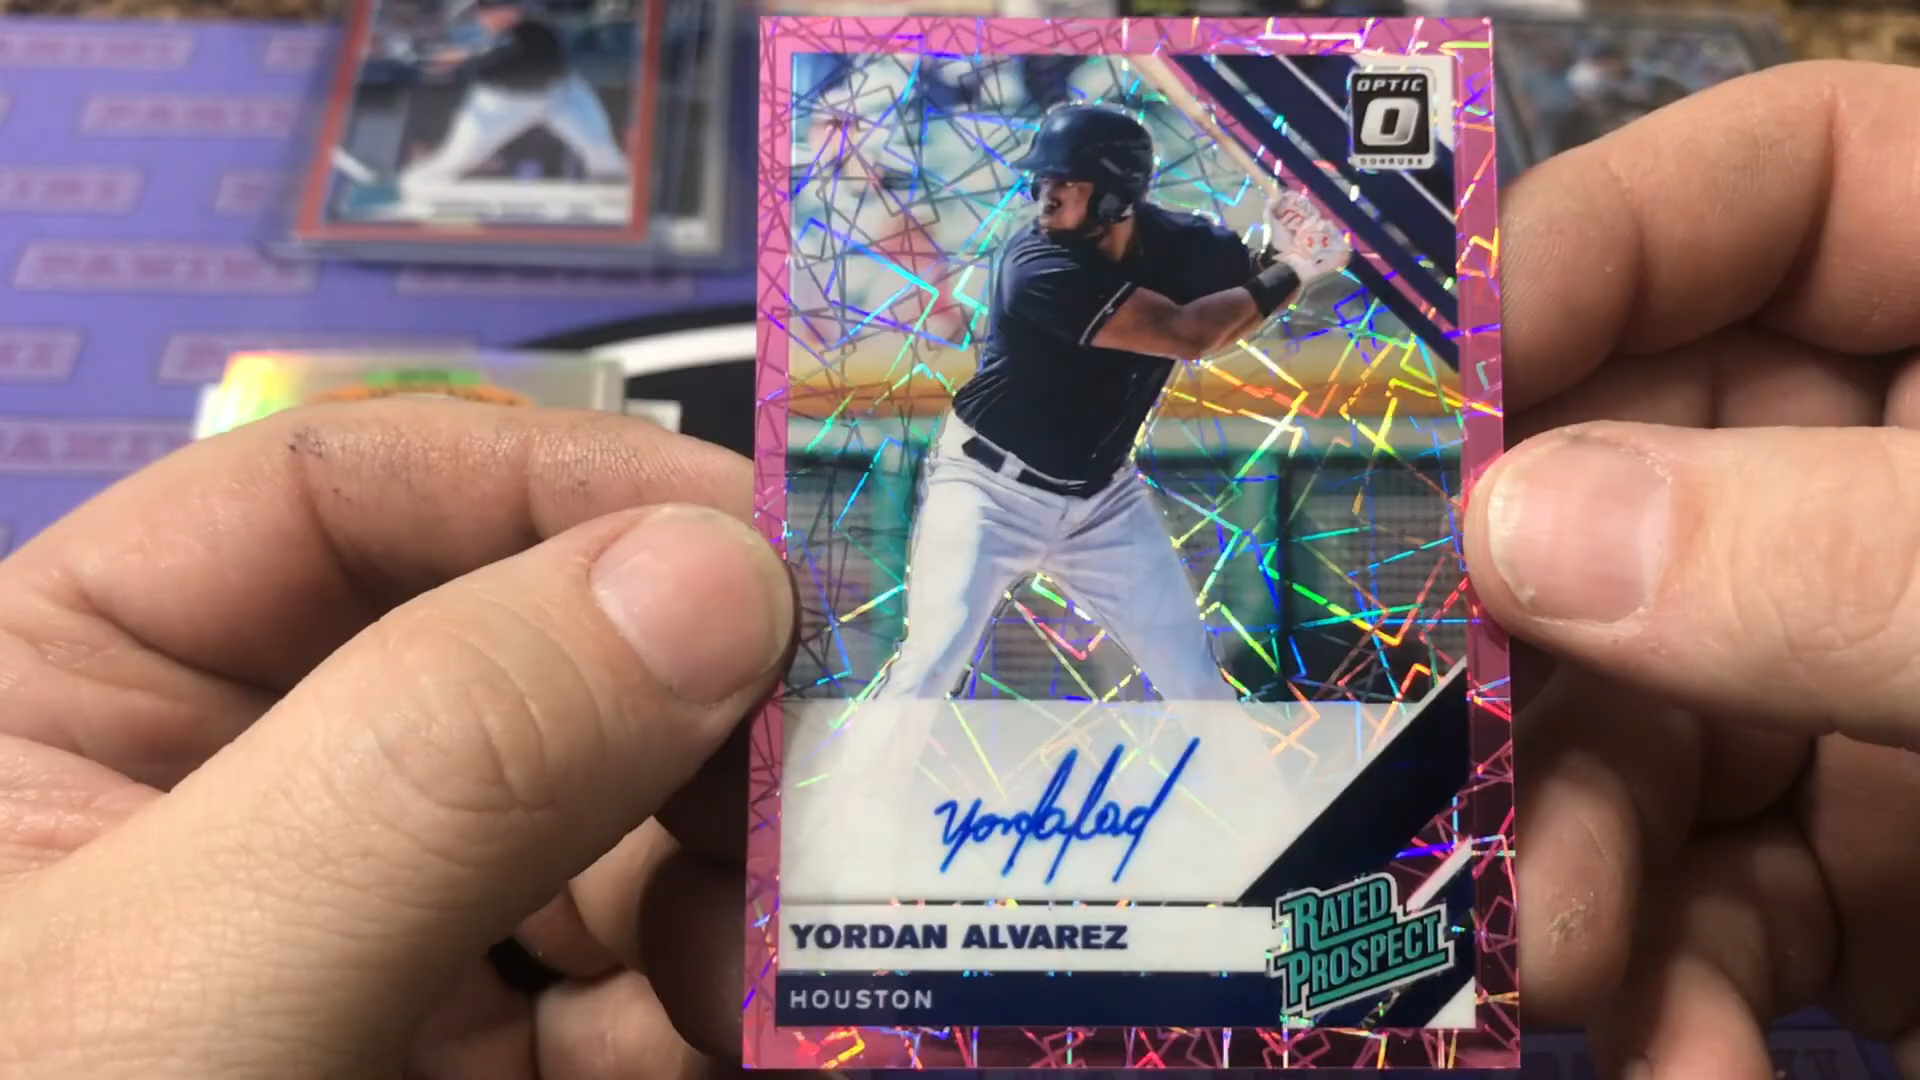 PANINI
OPTIC
O
DONRUSS
YORDAN ALVAREZ
RATED
PROSPECT
HOUSTON